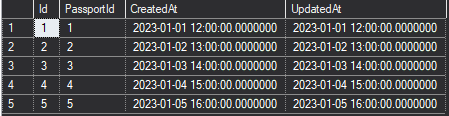 Id PassportId CreatedAt UpdatedAt
1 1 1 2023-01-01 12:00:00.0000000 2023-01-01 12:00:00.0000000
2 2 2 2023-01-02 13:00:00.0000000 2023-01-02 13:00:00.0000000
3 3 3 2023-01-03 14:00:00.0000000 2023-01-03 14:00:00.0000000
4 4 4 2023-01-04 15:00:00.0000000 2023-01-04 15:00:00.0000000
5 5 5 2023-01-05 16:00:00.0000000 2023-01-05 16:00:00.0000000